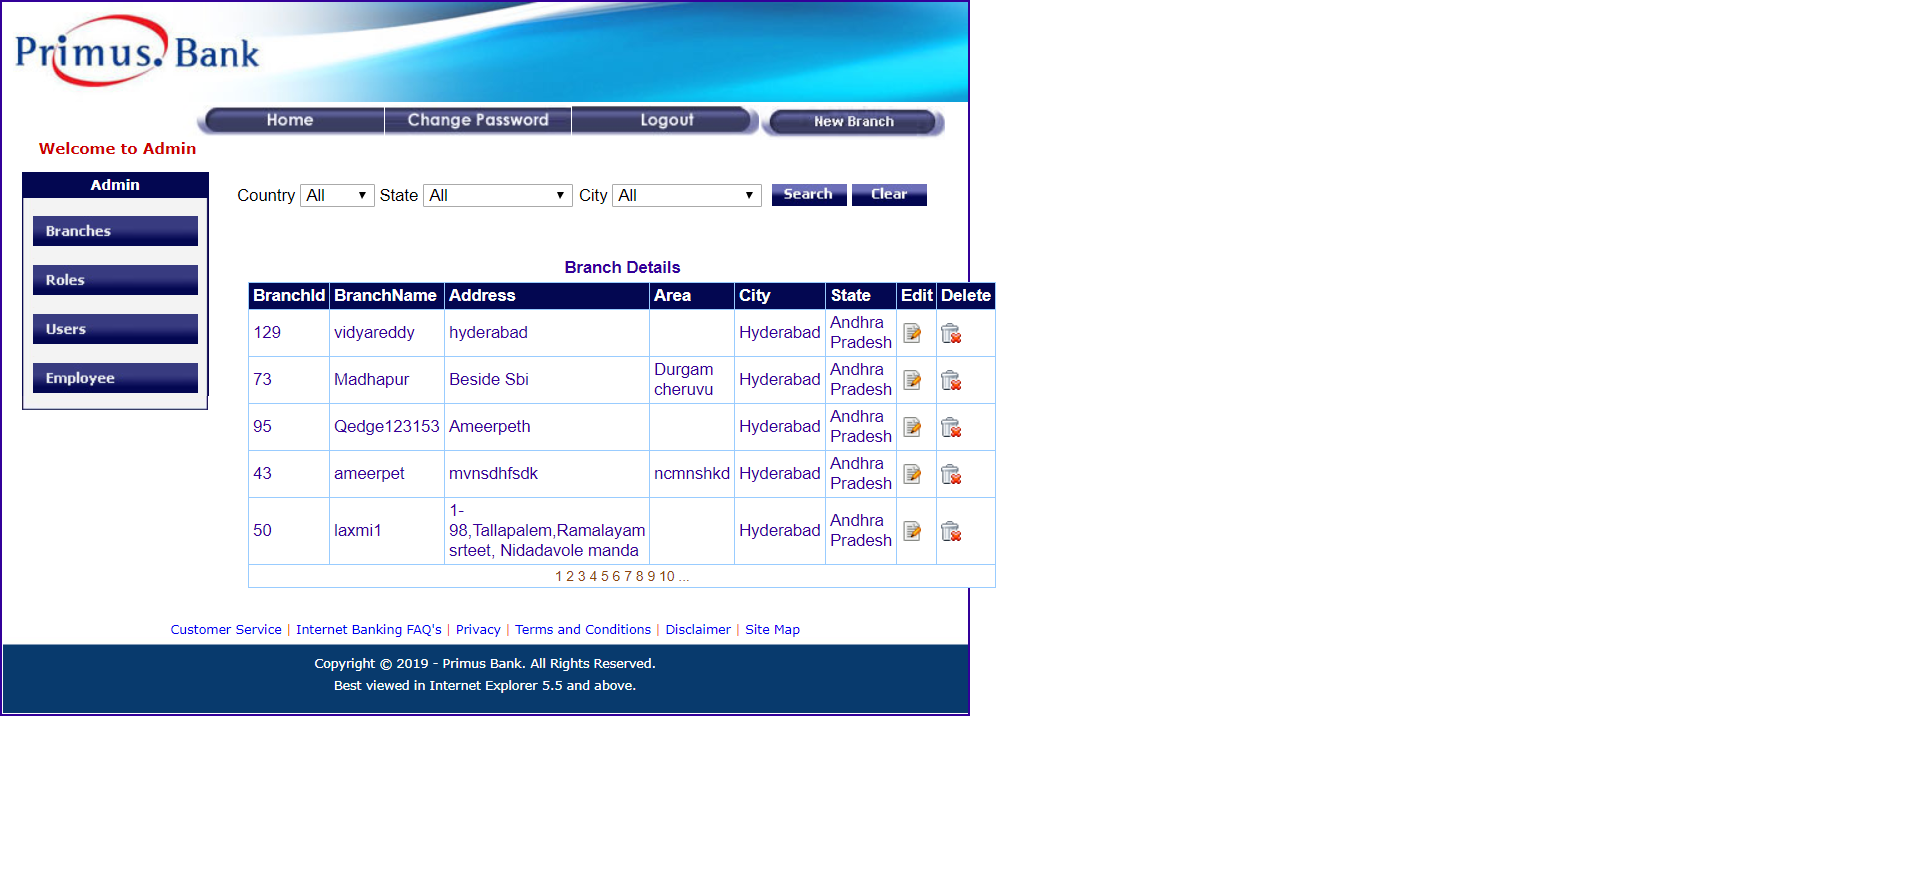 Primus. Bank
Home Change Password Logout New Branch
Welcome to Admin
Admin
Branches
Roles
Users
Employee
Country All State All City All Search Clear
Branch Details
BranchId BranchName Address Area City State Edit Delete
129 vidyareddy hyderabad Hyderabad Andhra
Pradesh
73 Madhapur Beside Sbi Durgam
cheruvu Hyderabad Andhra
Pradesh
95 Qedge123153 Ameerpeth Hyderabad Andhra
Pradesh
43 ameerpet mvnsdhfsdk ncmnshkd Hyderabad Andhra
Pradesh
50 laxmi1 1-
98,Tallapalem,Ramalayam
srteet, Nidadavole manda Hyderabad Andhra
Pradesh
1 2 3 4 5 6 7 8 9 10 ...
Customer Service | Internet Banking FAQ's | Privacy | Terms and Conditions | Disclaimer | Site Map
Copyright © 2019 - Primus Bank. All Rights Reserved.
Best viewed in Internet Explorer 5.5 and above.